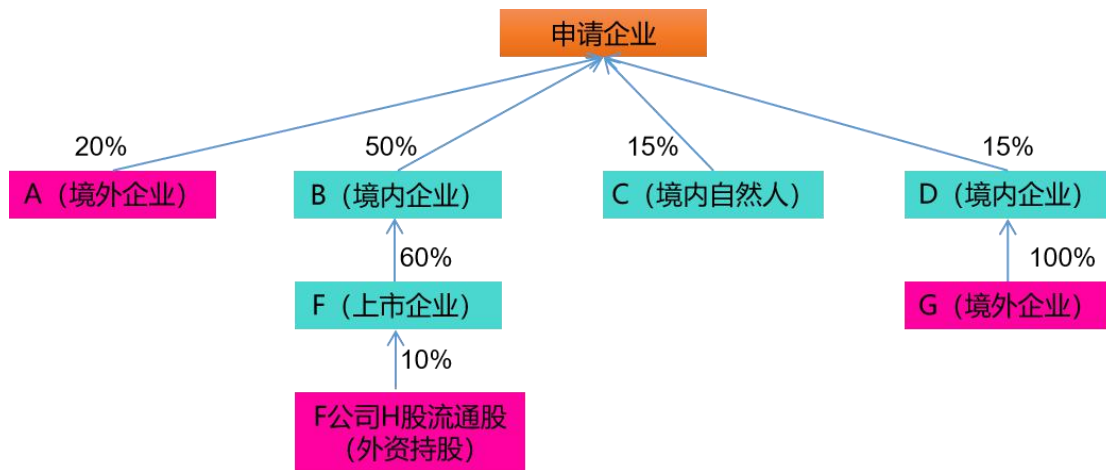 申请企业
20%
50%
15%
15%
A（境外企业）
B（境内企业）
C（境内自然人）
D（境内企业）
60%
100%
F（上市企业）
G（境外企业）
10%
F公司H股流通股
（外资持股）